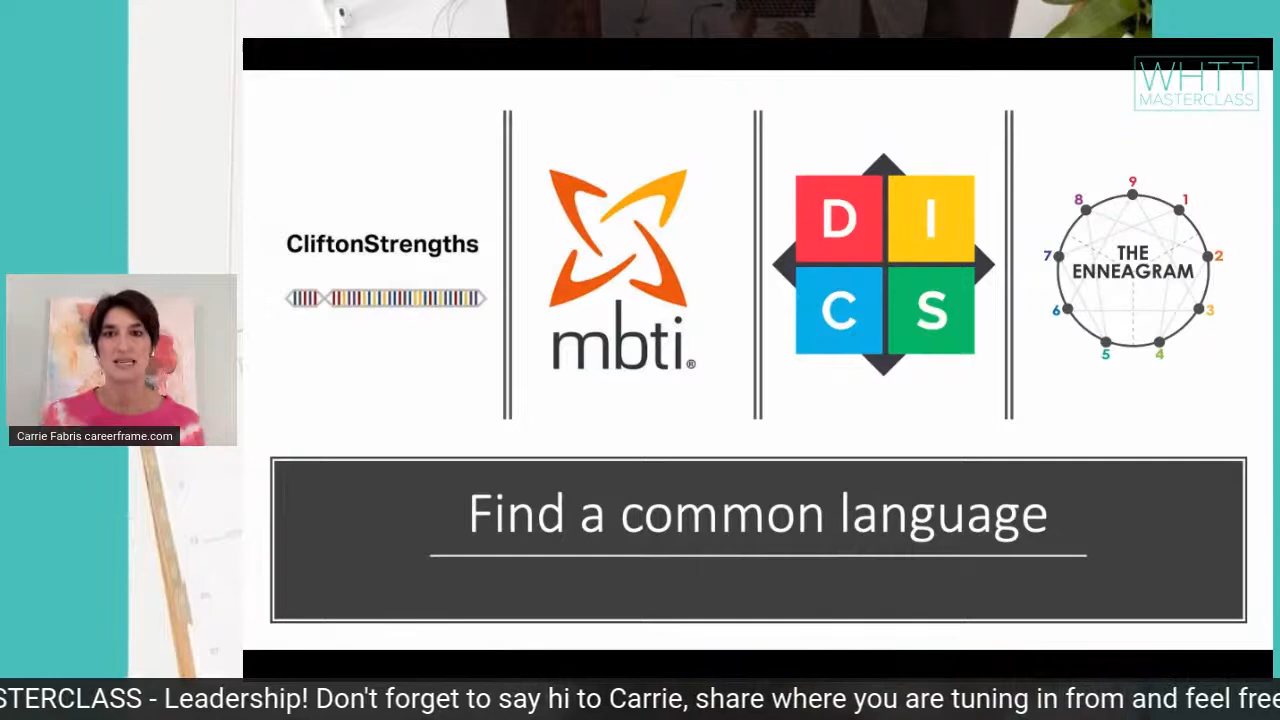 WHTT
MASTERCLASS
CliftonStrengths
mbti®
D I
C S
9
8 1
7 2
THE
ENNEAGRAM
6 3
5 4
Carrie Fabris careerframe.com
Find a common language
STERCLASS - Leadership! Don't forget to say hi to Carrie, share where you are tuning in from and feel free